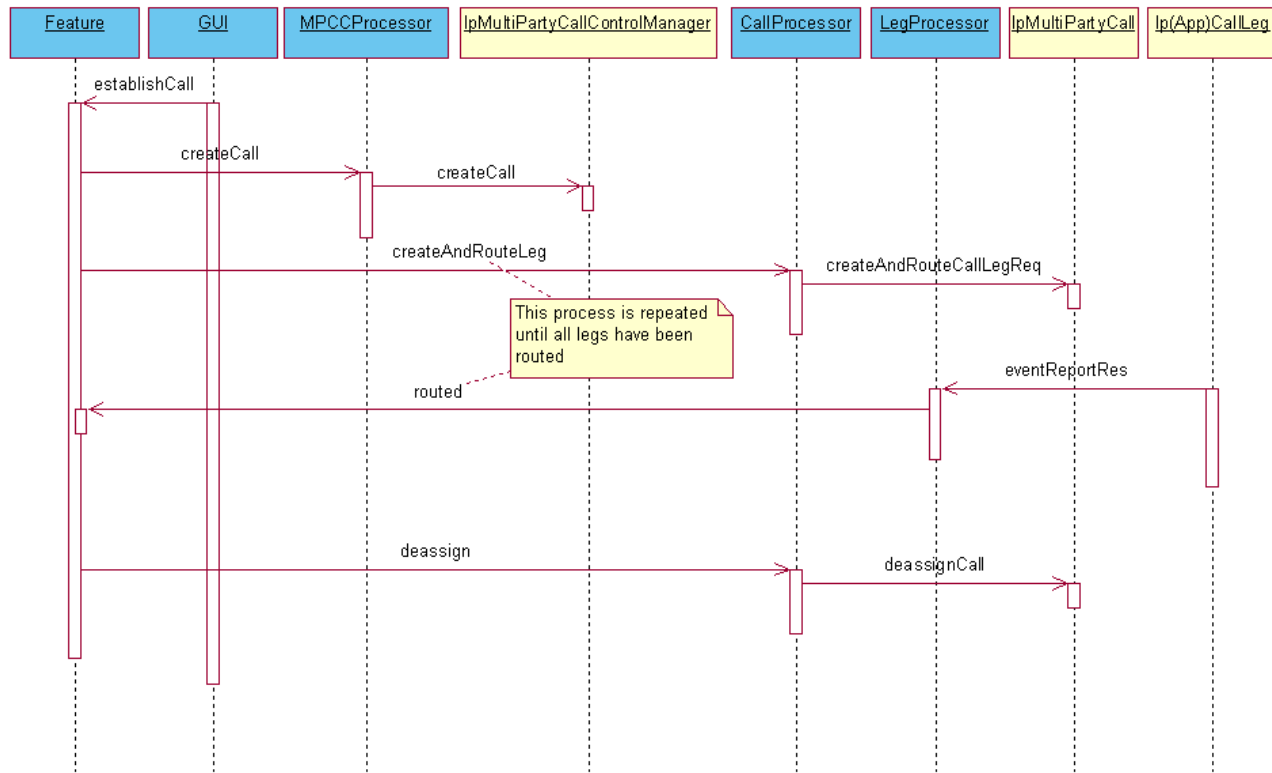 Feature
GUI
MPCCProcessor
IpMultiPartyCallControlManager
CallProcessor
LegProcessor
IpMultiPartyCall
Ip(App)CallLeg
establishCall
createCall
createCall
createAndRouteLeg
createAndRouteCallLegReq
This process is repeated
until all legs have been
routed
eventReportRes
routed
deassign
deassignCall